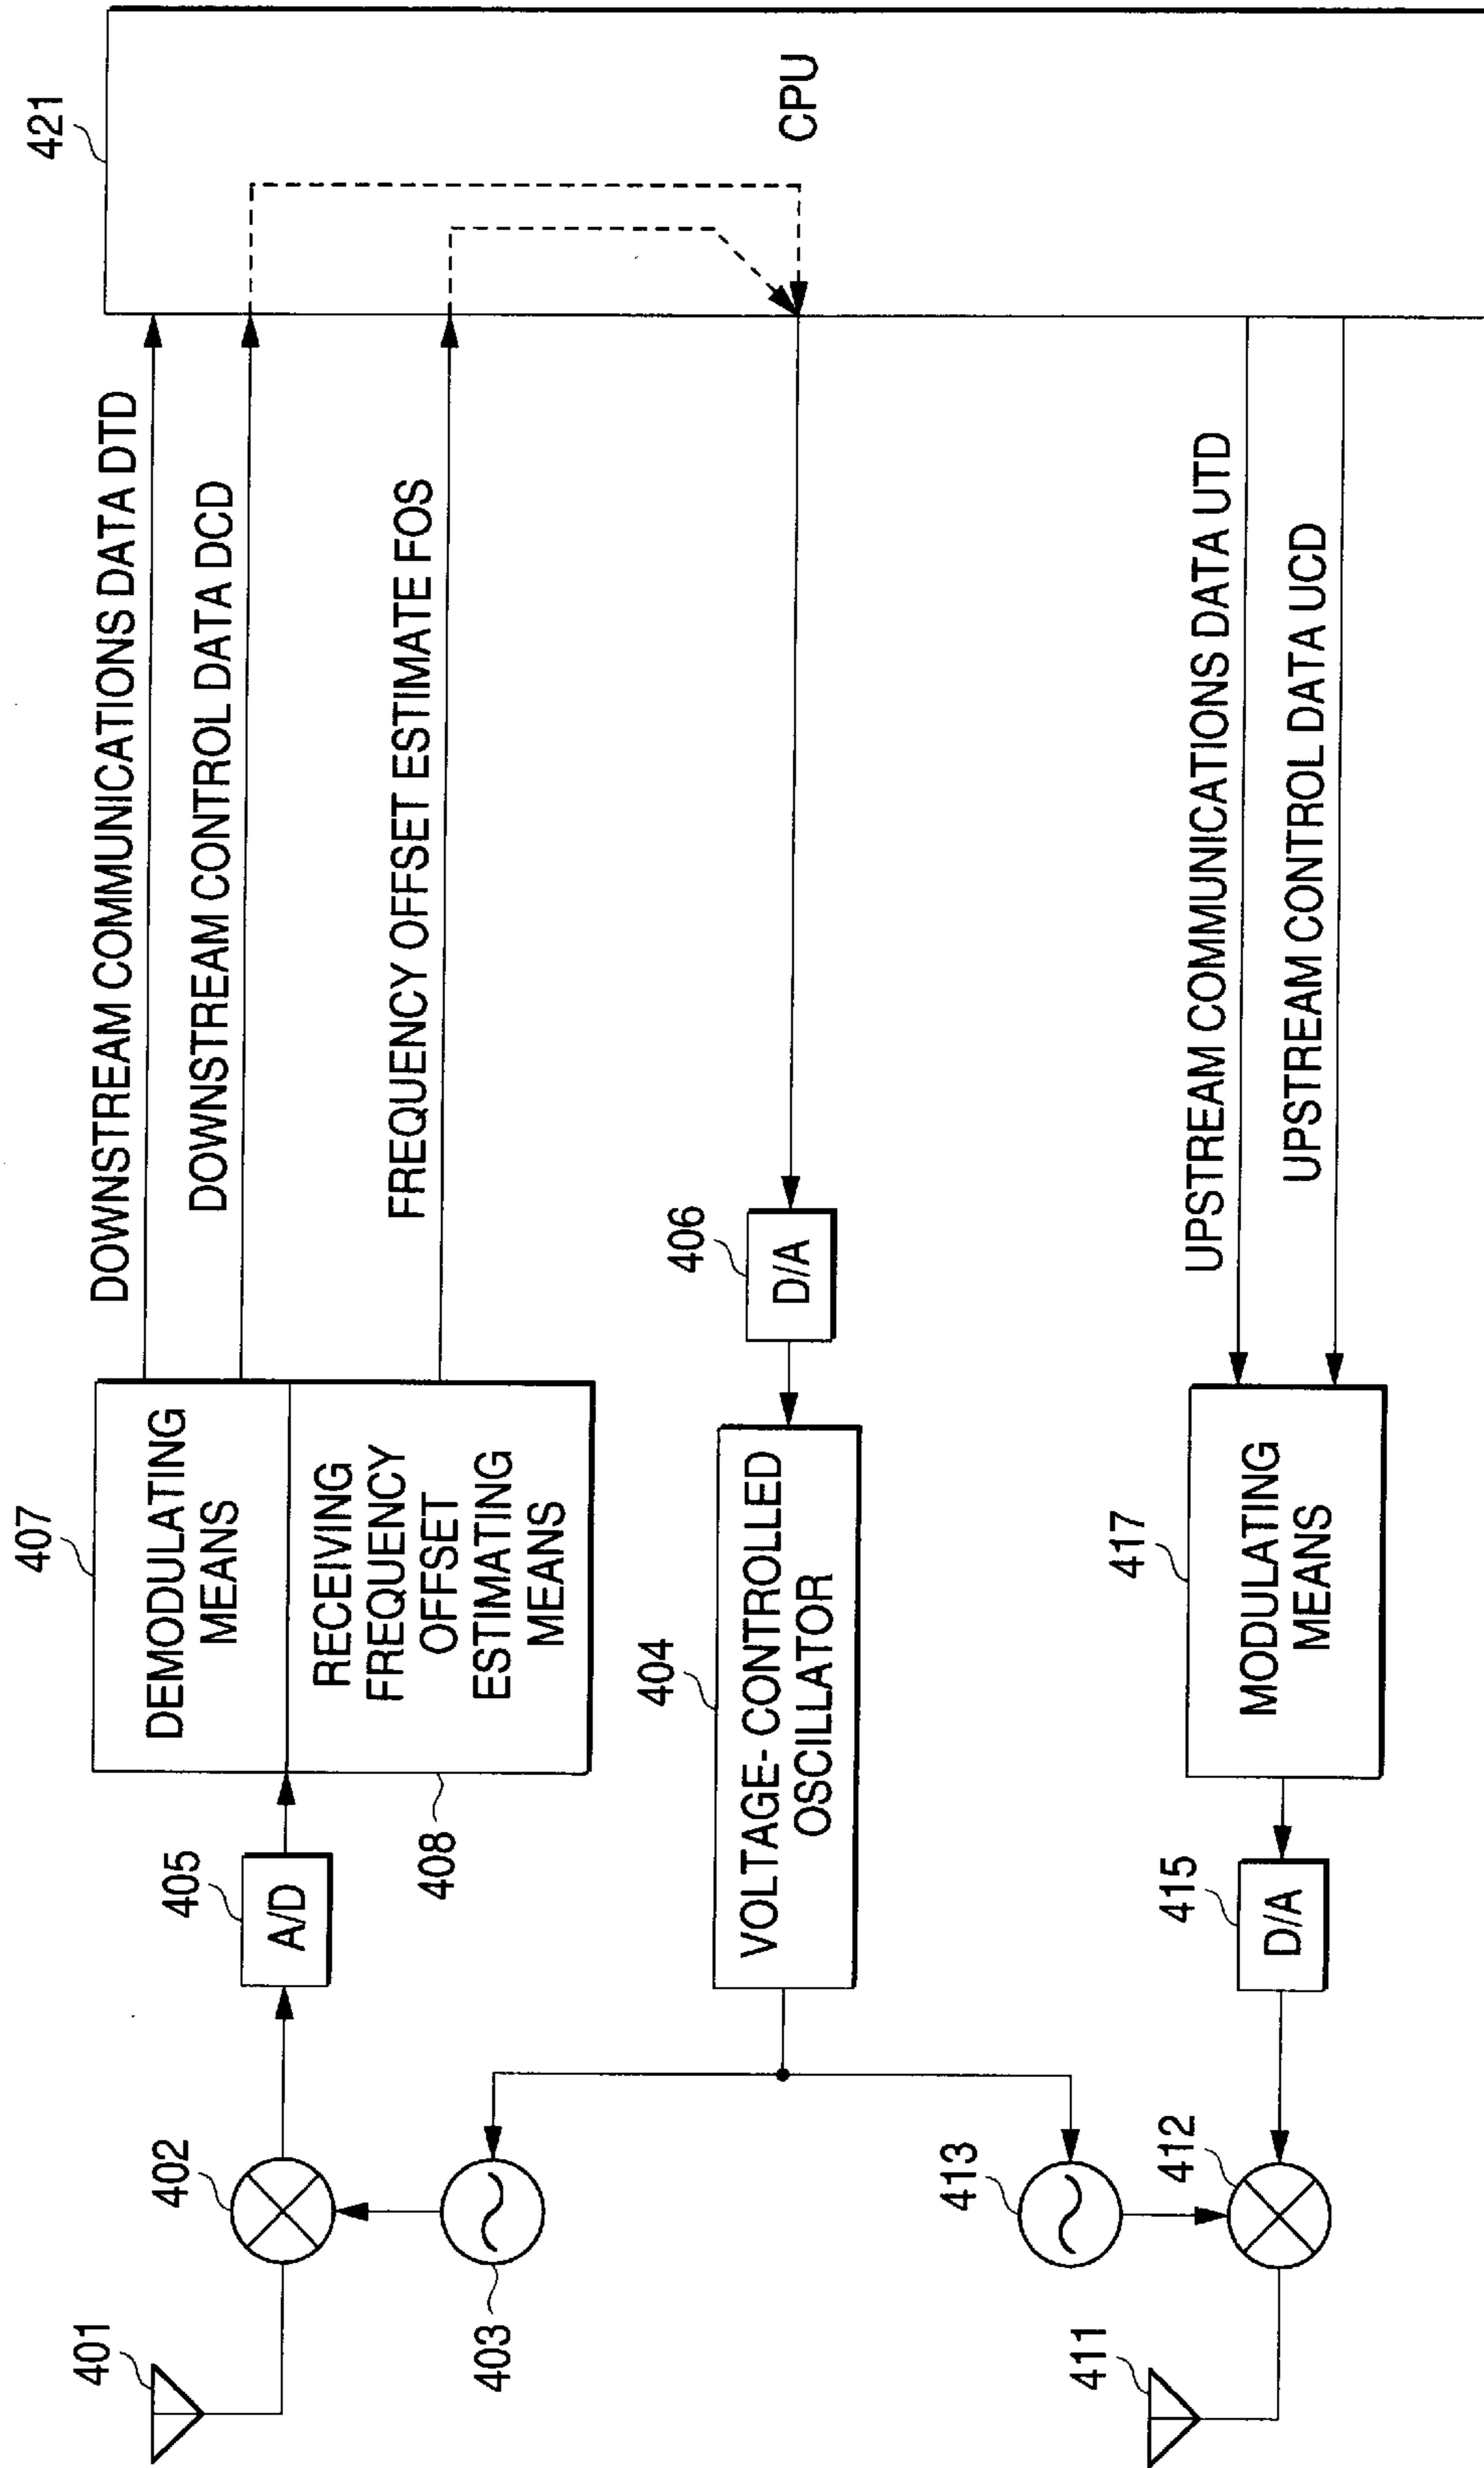 421
CPU
DOWNSTREAM COMMUNICATIONS DATA DTD
DOWNSTREAM CONTROL DATA DCD
FREQUENCY OFFSET ESTIMATE FOS
407
DEMODULATING
MEANS
RECEIVING
FREQUENCY
OFFSET
ESTIMATING
MEANS
408
405
A/D
402
401
403
406
D/A
404
VOLTAGE- CONTROLLED
OSCILLATOR
UPSTREAM COMMUNICATIONS DATA UTD
UPSTREAM CONTROL DATA UCD
417
MODULATING
MEANS
415
D/A
413
412
411